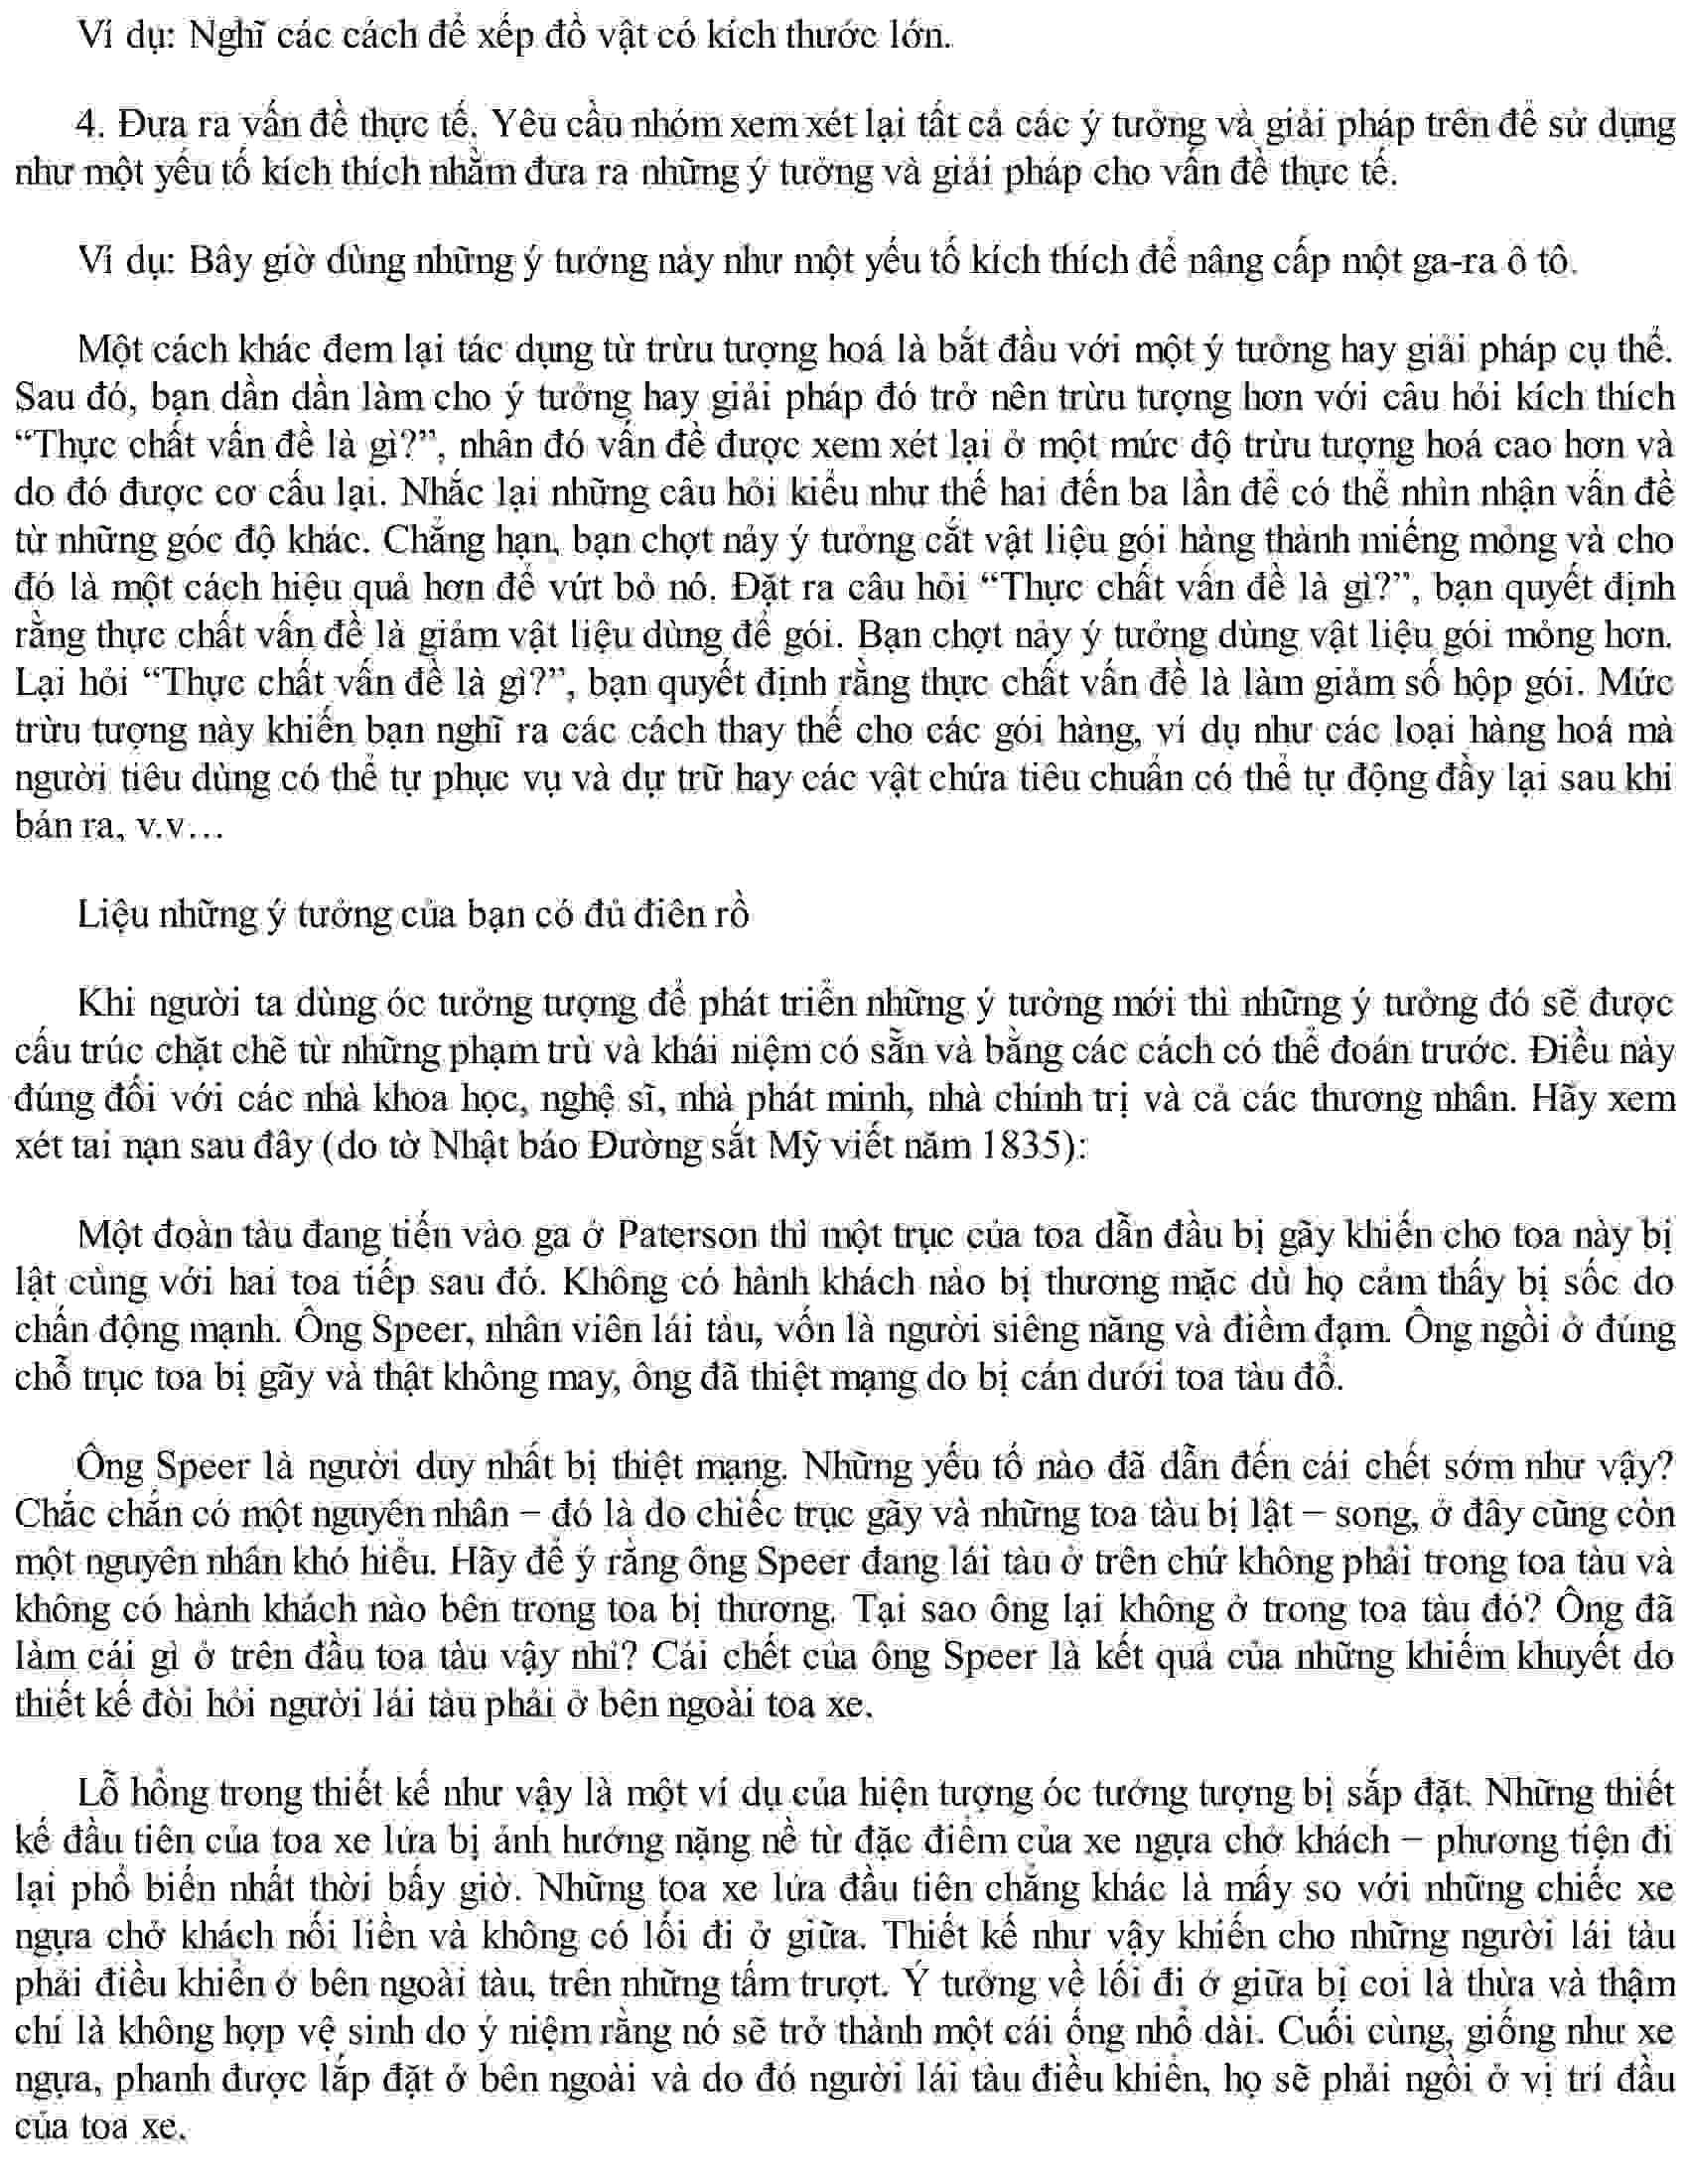 Ví dụ: Nghĩ các cách để xếp đồ vật có kích thước lớn.
4. Đưa ra vấn đề thực tế. Yêu cầu nhóm xem xét lại tất cả các ý tưởng và giải pháp trên để sử dụng
như một yếu tố kích thích nhằm đưa ra những ý tưởng và giải pháp cho vấn đề thực tế.
Ví dụ: Bây giờ dùng những ý tưởng này như một yếu tố kích thích để nâng cấp một ga-ra ô tô.
Một cách khác đem lại tác dụng từ trừu tượng hoá là bắt đầu với một ý tưởng hay giải pháp cụ thể.
Sau đó, bạn dần dần làm cho ý tưởng hay giải pháp đó trở nên trừu tượng hơn với câu hỏi kích thích
“Thực chất vấn đề là gì?”, nhân đó vấn đề được xem xét lại ở một mức độ trừu tượng hoá cao hơn và
do đó được cơ cấu lại. Nhắc lại những câu hỏi kiểu như thế hai đến ba lần để có thể nhìn nhận vấn đề
từ những góc độ khác. Chẳng hạn, bạn chợt nảy ý tưởng cắt vật liệu gói hàng thành miếng mỏng và cho
đó là một cách hiệu quả hơn để vứt bỏ nó. Đặt ra câu hỏi “Thực chất vấn đề là gì?”, bạn quyết định
rằng thực chất vấn đề là giảm vật liệu dùng để gói. Bạn chợt nảy ý tưởng dùng vật liệu gói mỏng hơn.
Lại hỏi “Thực chất vấn đề là gì?”, bạn quyết định rằng thực chất vấn đề là làm giảm số hộp gói. Mức
trừu tượng này khiến bạn nghĩ ra các cách thay thế cho các gói hàng, ví dụ như các loại hàng hoá mà
người tiêu dùng có thể tự phục vụ và dự trữ hay các vật chứa tiêu chuẩn có thể tự động đầy lại sau khi
bán ra, v.v…
Liệu những ý tưởng của bạn có đủ điên rồ
Khi người ta dùng óc tưởng tượng để phát triển những ý tưởng mới thì những ý tưởng đó sẽ được
cấu trúc chặt chẽ từ những phạm trù và khái niệm có sẵn và bằng các cách có thể đoán trước. Điều này
đúng đối với các nhà khoa học, nghệ sĩ, nhà phát minh, nhà chính trị và cả các thương nhân. Hãy xem
xét tai nạn sau đây (do tờ Nhật báo Đường sắt Mỹ viết năm 1835):
Một đoàn tàu đang tiến vào ga ở Paterson thì một trục của toa dẫn đầu bị gãy khiến cho toa này bị
lật cùng với hai toa tiếp sau đó. Không có hành khách nào bị thương mặc dù họ cảm thấy bị sốc do
chấn động mạnh. Ông Speer, nhân viên lái tàu, vốn là người siêng năng và điềm đạm. Ông ngồi ở đúng
chỗ trục toa bị gãy và thật không may, ông đã thiệt mạng do bị cán dưới toa tàu đổ.
Ông Speer là người duy nhất bị thiệt mạng. Những yếu tố nào đã dẫn đến cái chết sớm như vậy?
Chắc chắn có một nguyên nhân – đó là do chiếc trục gãy và những toa tàu bị lật – song, ở đây cũng còn
một nguyên nhân khó hiểu. Hãy để ý rằng ông Speer đang lái tàu ở trên chứ không phải trong toa tàu và
không có hành khách nào bên trong toa bị thương. Tại sao ông lại không ở trong toa tàu đó? Ông đã
làm cái gì ở trên đầu toa tàu vậy nhỉ? Cái chết của ông Speer là kết quả của những khiếm khuyết do
thiết kế đòi hỏi người lái tàu phải ở bên ngoài toa xe.
Lỗ hổng trong thiết kế như vậy là một ví dụ của hiện tượng óc tưởng tượng bị sắp đặt. Những thiết
kế đầu tiên của toa xe lửa bị ảnh hưởng nặng nề từ đặc điểm của xe ngựa chở khách – phương tiện đi
lại phổ biến nhất thời bấy giờ. Những toa xe lửa đầu tiên chẳng khác là mấy so với những chiếc xe
ngựa chở khách nối liền và không có lối đi ở giữa. Thiết kế như vậy khiến cho những người lái tàu
phải điều khiển ở bên ngoài tàu, trên những tấm trượt. Ý tưởng về lối đi ở giữa bị coi là thừa và thậm
chí là không hợp vệ sinh do ý niệm rằng nó sẽ trở thành một cái ống nhổ dài. Cuối cùng, giống như xe
ngựa, phanh được lắp đặt ở bên ngoài và do đó người lái tàu điều khiển, họ sẽ phải ngồi ở vị trí đầu
của toa xe.